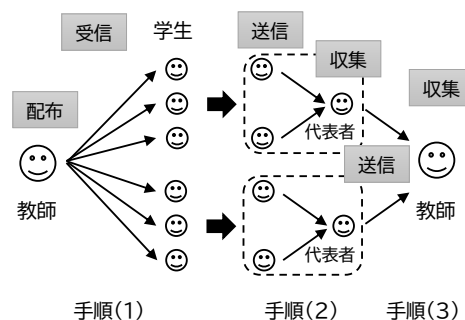 受信
学生
送信
収集
収集
配布
代表者
送信
教師
教師
代表者
手順(1)
手順(2)
手順(3)